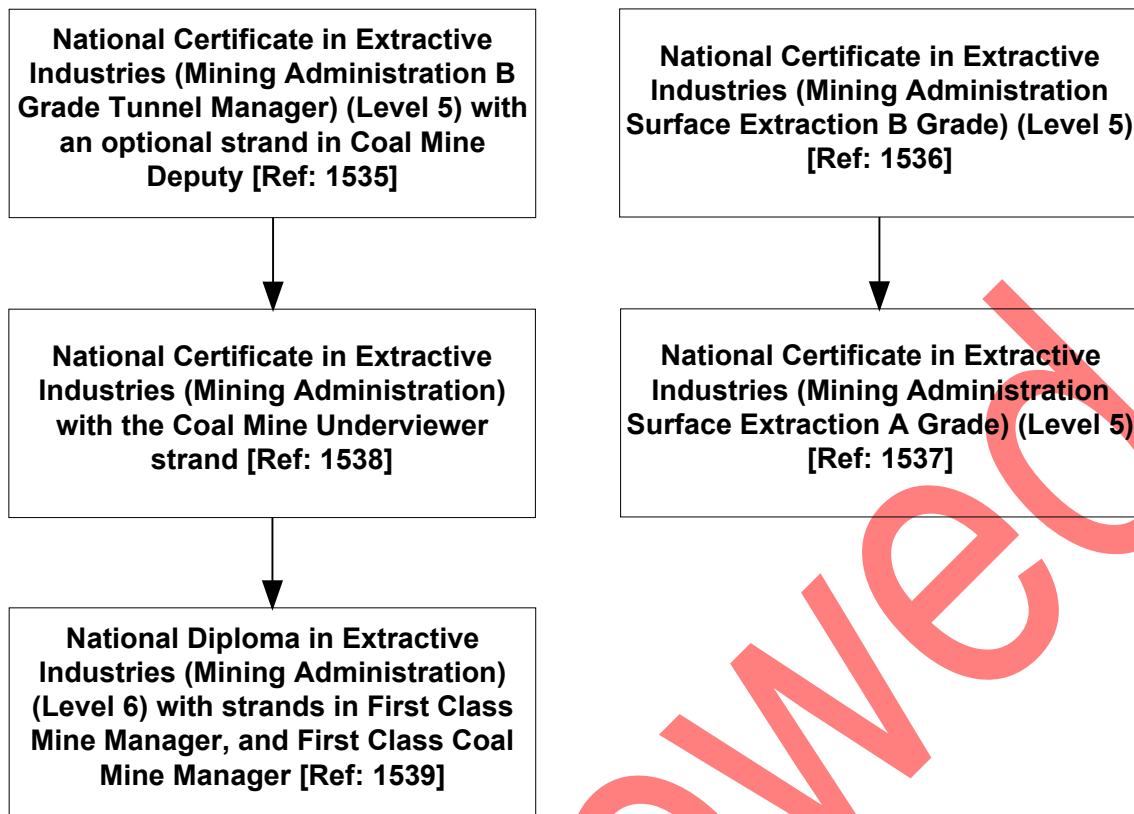 National Certificate in Extractive
Industries (Mining Administration B
Grade Tunnel Manager) (Level 5) with
an optional strand in Coal Mine
Deputy [Ref: 1535]
National Certificate in Extractive
Industries (Mining Administration
Surface Extraction B Grade) (Level 5)
[Ref: 1536]
National Certificate in Extractive
Industries (Mining Administration)
with the Coal Mine Underviewer
strand [Ref: 1538]
National Certificate in Extractive
Industries (Mining Administration
Surface Extraction A Grade) (Level 5)
[Ref: 1537]
National Diploma in Extractive
Industries (Mining Administration)
(Level 6) with strands in First Class
Mine Manager, and First Class Coal
Mine Manager [Ref: 1539]